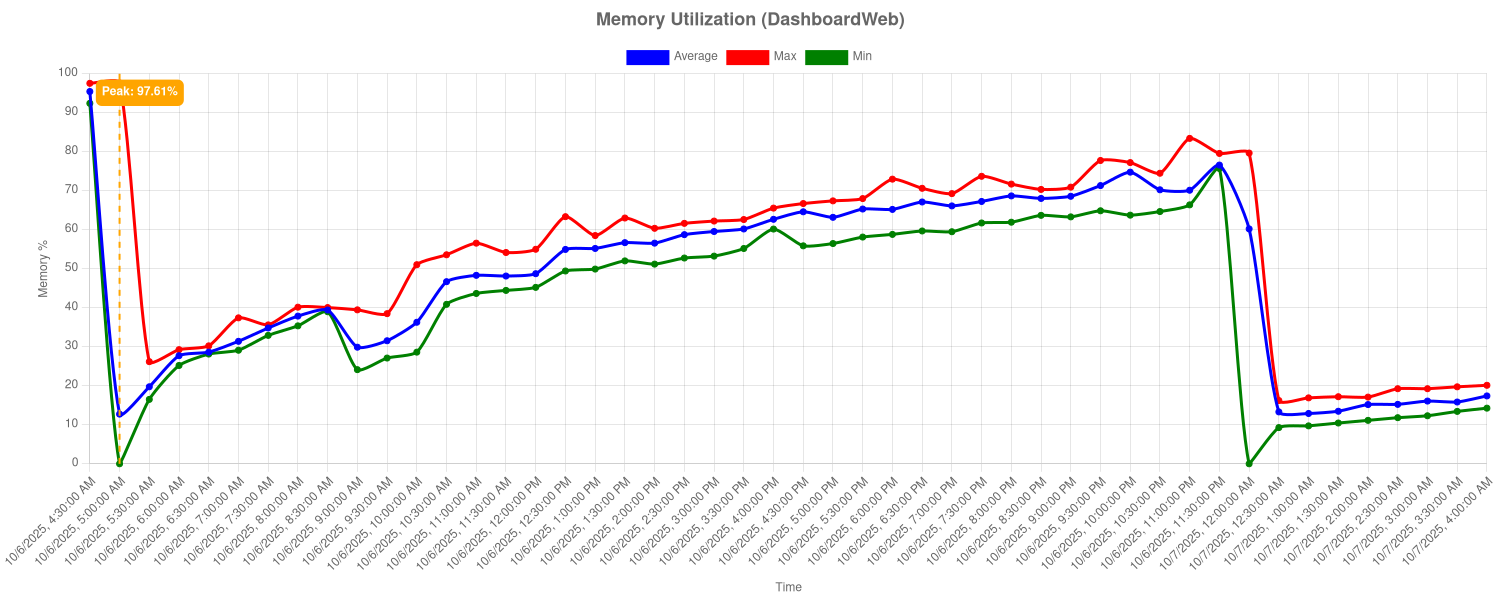 Memory Utilization (DashboardWeb)
Average Max Min
Peak: 97.61%
100
90
80
70
60
50
40
30
20
10
0
Memory %
10/6/2025, 4:30:00 AM
10/6/2025, 5:00:00 AM
10/6/2025, 5:30:00 AM
10/6/2025, 6:00:00 AM
10/6/2025, 6:30:00 AM
10/6/2025, 7:00:00 AM
10/6/2025, 7:30:00 AM
10/6/2025, 8:00:00 AM
10/6/2025, 8:30:00 AM
10/6/2025, 9:00:00 AM
10/6/2025, 9:30:00 AM
10/6/2025, 10:00:00 AM
10/6/2025, 10:30:00 AM
10/6/2025, 11:00:00 AM
10/6/2025, 11:30:00 AM
10/6/2025, 12:00:00 PM
10/6/2025, 12:30:00 PM
10/6/2025, 1:00:00 PM
10/6/2025, 1:30:00 PM
10/6/2025, 2:00:00 PM
10/6/2025, 2:30:00 PM
10/6/2025, 3:00:00 PM
10/6/2025, 3:30:00 PM
10/6/2025, 4:00:00 PM
10/6/2025, 4:30:00 PM
10/6/2025, 5:00:00 PM
10/6/2025, 5:30:00 PM
10/6/2025, 6:00:00 PM
10/6/2025, 6:30:00 PM
10/6/2025, 7:00:00 PM
10/6/2025, 7:30:00 PM
10/6/2025, 8:00:00 PM
10/6/2025, 8:30:00 PM
10/6/2025, 9:00:00 PM
10/6/2025, 9:30:00 PM
10/6/2025, 10:00:00 PM
10/6/2025, 10:30:00 PM
10/6/2025, 11:00:00 PM
10/6/2025, 11:30:00 PM
10/7/2025, 12:00:00 AM
10/7/2025, 12:30:00 AM
10/7/2025, 1:00:00 AM
10/7/2025, 1:30:00 AM
10/7/2025, 2:00:00 AM
10/7/2025, 2:30:00 AM
10/7/2025, 3:00:00 AM
10/7/2025, 3:30:00 AM
10/7/2025, 4:00:00 AM
Time